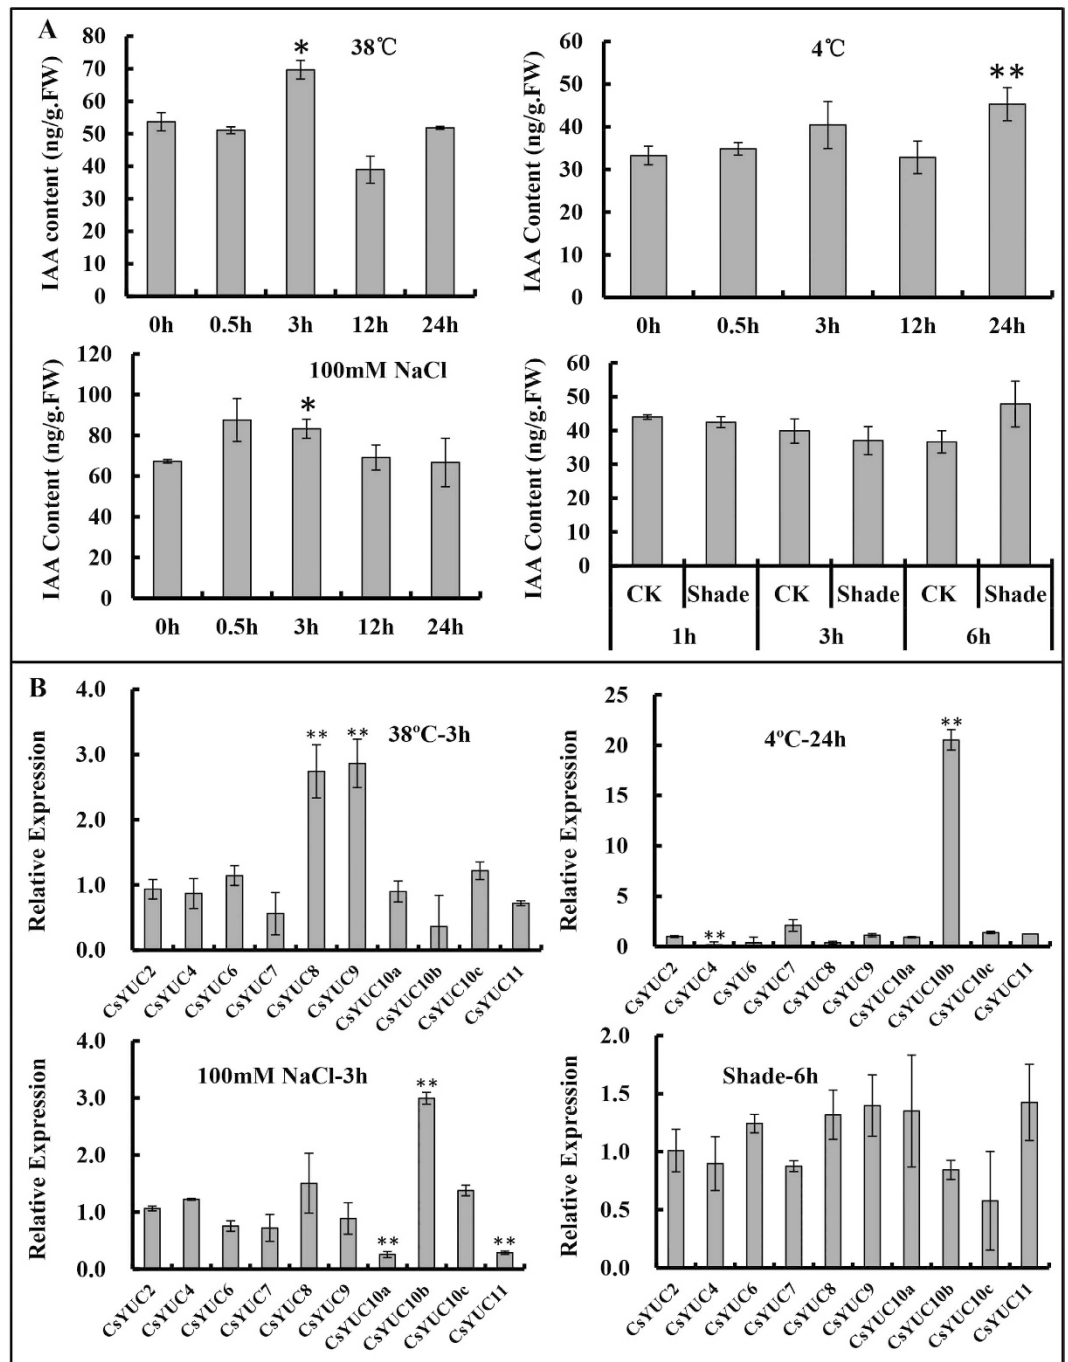 A
38℃
IAA content (ng/g.FW)
80
70
60
50
40
30
20
10
0
*
0h 0.5h 3h 12h 24h
4℃
IAA Content (ng/g.FW)
60
50
40
30
20
10
0
**
0h 0.5h 3h 12h 24h
100mM NaCl
IAA Content (ng/g.FW)
120
100
80
60
40
20
0
*
0h 0.5h 3h 12h 24h
IAA Content (ng/g.FW)
60
50
40
30
20
10
0
CK Shade CK Shade CK Shade
1h 3h 6h
B
38ºC-3h
Relative Expression
4.0
3.0
2.0
1.0
0.0
** **
CsYUC2 CsYUC4 CsYUC6 CsYUC7 CsYUC8 CsYUC9 CsYUC10a CsYUC10b CsYUC10c CsYUC11
4ºC-24h
Relative Expression
25
20
15
10
5
0
** **
CsYUC2 CsYUC4 CsYU6 CsYUC7 CsYUC8 CsYUC9 CsYUC10a CsYUC10b CsYUC10c CsYUC11
100mM NaCl-3h
Relative Expression
4.0
3.0
2.0
1.0
0.0
** ** **
CsYUC2 CsYUC4 CsYUC6 CsYUC7 CsYUC8 CsYUC9 CsYUC10a CsYUC10b CsYUC10c CsYUC11
Shade-6h
Relative Expression
2.0
1.5
1.0
0.5
0.0
CsYUC2 CsYUC4 CsYUC6 CsYUC7 CsYUC8 CsYUC9 CsYUC10a CsYUC10b CsYUC10c CsYUC11